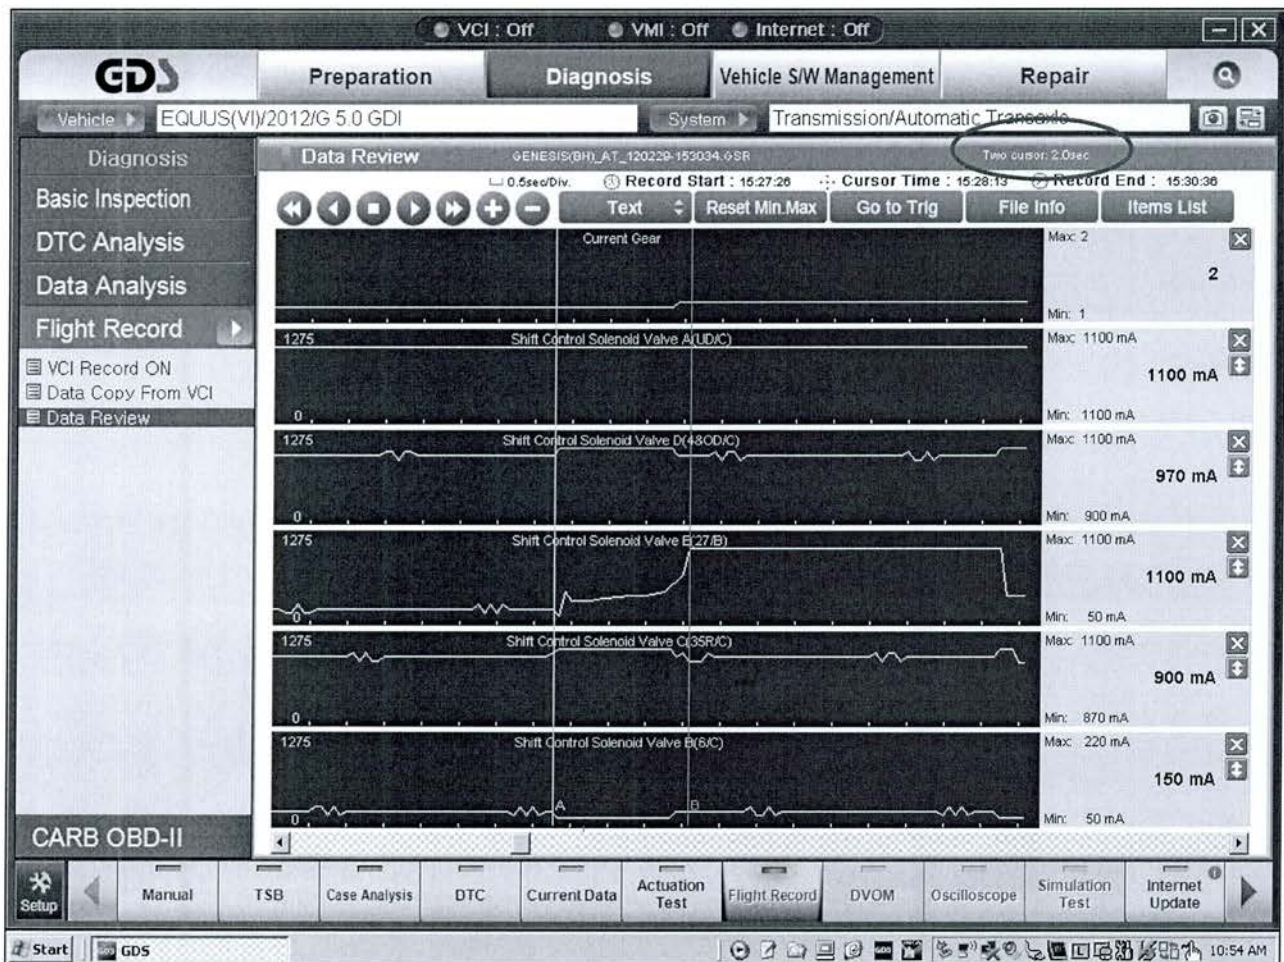 VCI : Off VMI : Off Internet : Off
GDS Preparation Diagnosis Vehicle S/W Management Repair
Vehicle EQUUS(VI)/2012/G 5.0 GDI System Transmission/Automatic Transaxle
Diagnosis
Basic Inspection
DTC Analysis
Data Analysis
Flight Record
VCI Record ON
Data Copy From VCI
Data Review
CARB OBD-II
Data Review GENESIS(BH)_AT_120229-153034.GSR Two cursor: 2.0sec
0.5sec/Div. Record Start : 15:27:26 Cursor Time : 15:28:13 Record End : 15:30:36
Text Reset Min.Max Go to Trig File Info Items List
Current Gear Max: 2
2
Min: 1
1275 Shift Control Solenoid Valve A(UD/C) Max: 1100 mA
1100 mA
0 Min: 1100 mA
1275 Shift Control Solenoid Valve D(48OD/C) Max: 1100 mA
970 mA
0 Min: 900 mA
1275 Shift Control Solenoid Valve E(27/B) Max: 1100 mA
1100 mA
0 Min: 50 mA
1275 Shift Control Solenoid Valve C(35R/C) Max: 1100 mA
900 mA
0 Min: 870 mA
1275 Shift Control Solenoid Valve B(6/C) Max: 220 mA
150 mA
A B
0 Min: 50 mA
Setup Manual TSB Case Analysis DTC Current Data Actuation Test Flight Record DVOM Oscilloscope Simulation Test Internet Update
Start GDS 10:54 AM